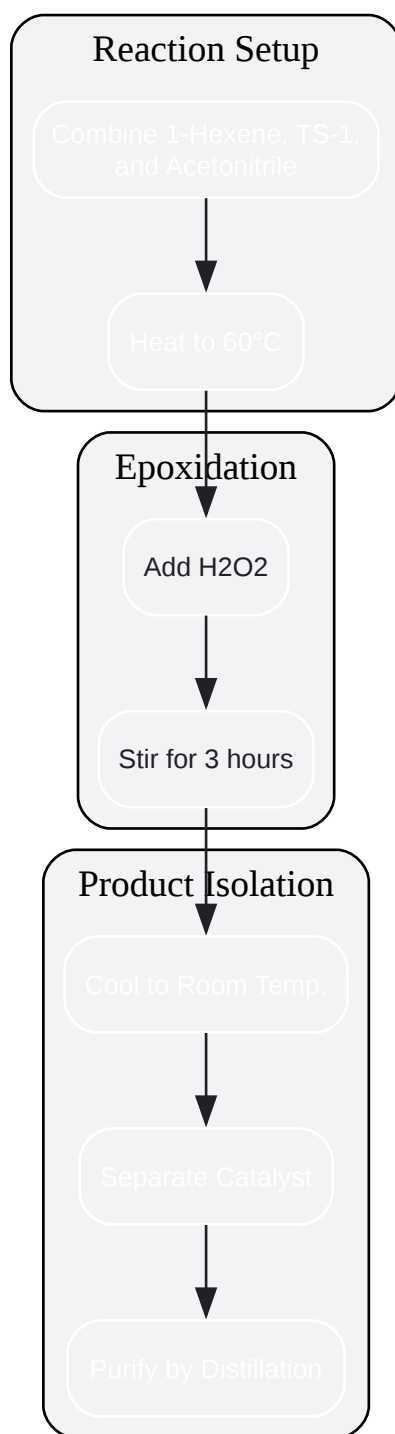 Reaction Setup
Combine 1-Hexene, TS-1,
and Acetonitrile
Heat to 60°C
Epoxidation
Add H2O2
Stir for 3 hours
Product Isolation
Cool to Room Temp.
Separate Catalyst
Purify by Distillation